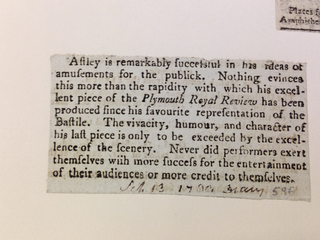 Places f
Amphithe
Aſtley is remarkably ſucceſsful in his ideas of
amuſements for the publick. Nothing evinces
this more than the rapidity with which his excel-
lent piece of the Plymouth Royal Review has been
produced ſince his favourite repreſentation of the
Baſtile. The vivacity, humour, and character of
his laſt piece is only to be exceeded by the excel-
lence of the ſcenery. Never did performers exert
themſelves with more ſucceſs for the entertainment
of their audiences or more credit to themſelves.